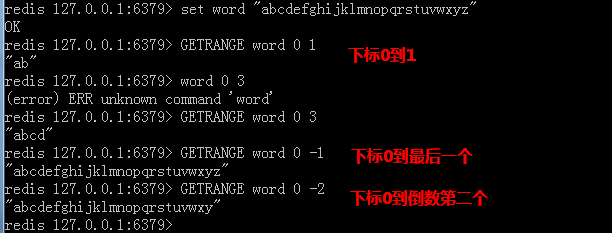 redis 127.0.0.1:6379> set word "abcdefghijklmnopqrstuvwxyz"
OK
redis 127.0.0.1:6379> GETRANGE word 0 1
"ab"
下标0到1
redis 127.0.0.1:6379> word 0 3
(error) ERR unknown command 'word'
redis 127.0.0.1:6379> GETRANGE word 0 3
"abcd"
redis 127.0.0.1:6379> GETRANGE word 0 -1
下标0到最后一个
"abcdefghijklmnopqrstuvwxyz"
redis 127.0.0.1:6379> GETRANGE word 0 -2
下标0到倒数第二个
"abcdefghijklmnopqrstuvwxy"
redis 127.0.0.1:6379>